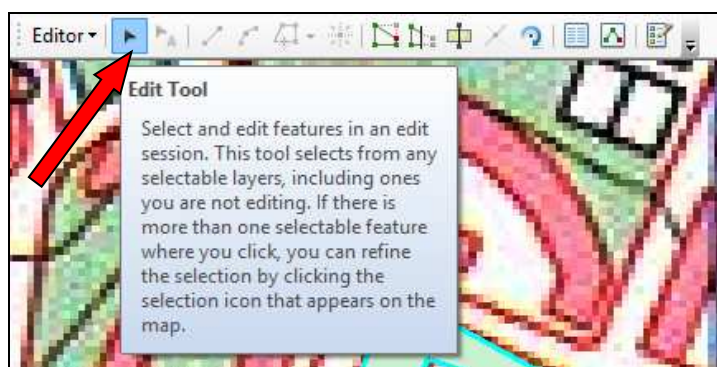 Editor
Edit Tool
Select and edit features in an edit
session. This tool selects from any
selectable layers, including ones
you are not editing. If there is
more than one selectable feature
where you click, you can refine
the selection by clicking the
selection icon that appears on the
map.